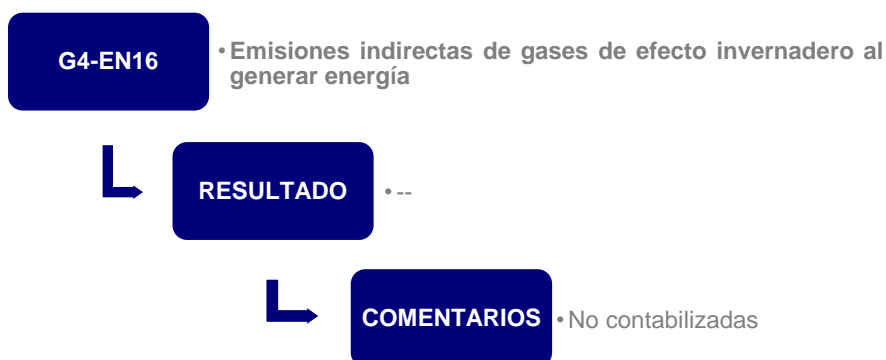 G4-EN16
• Emisiones indirectas de gases de efecto invernadero al
generar energía
RESULTADO
• --
COMENTARIOS
• No contabilizadas